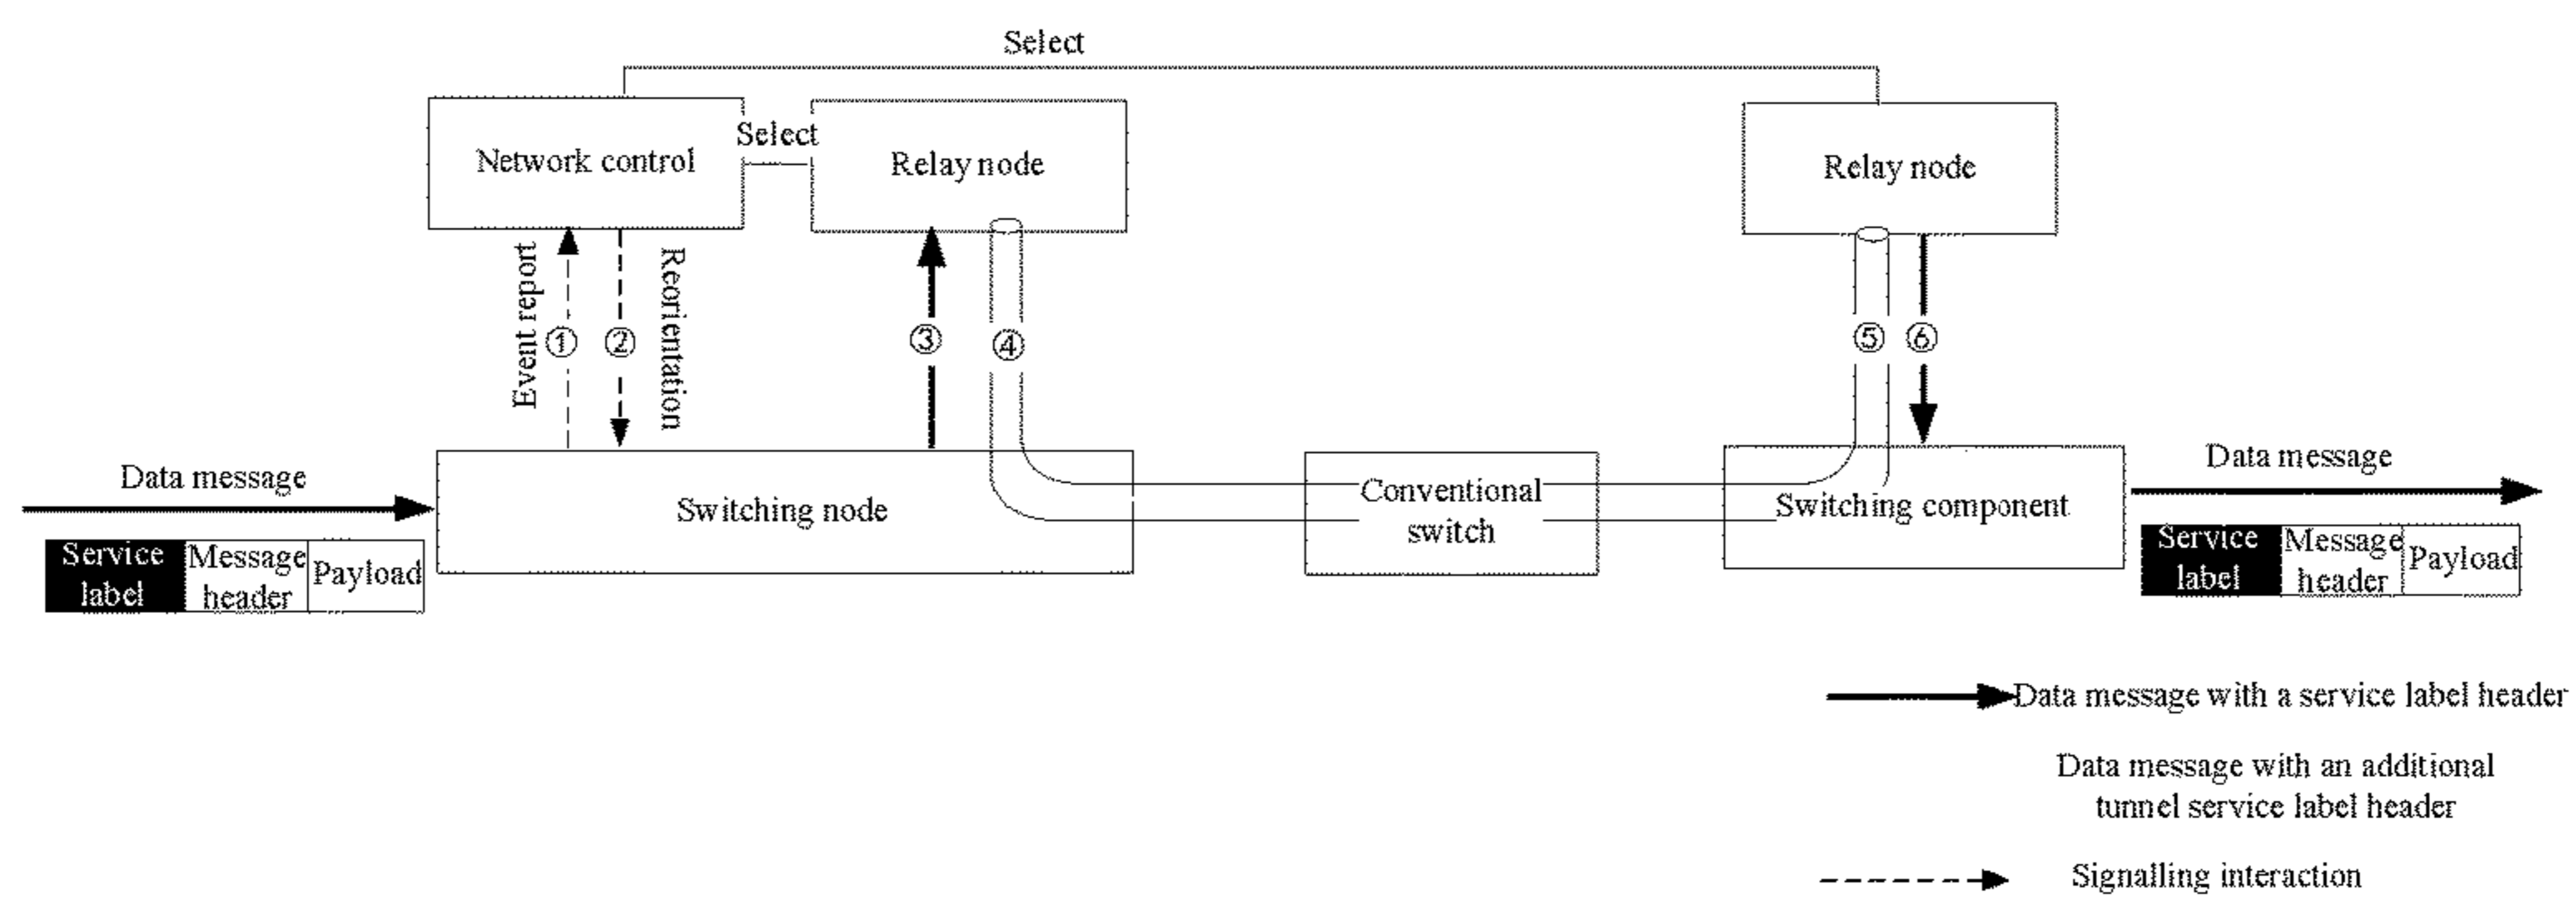 Select
Network control
Select
Relay node
Relay node
Event report
①
②
Reorientation
③
④
⑤
⑥
Data message
Switching node
Conventional
switch
Switching component
Data message
Service
label
Message
header
Payload
Service
label
Message
header
Payload
Data message with a service label header
Data message with an additional
tunnel service label header
Signalling interaction